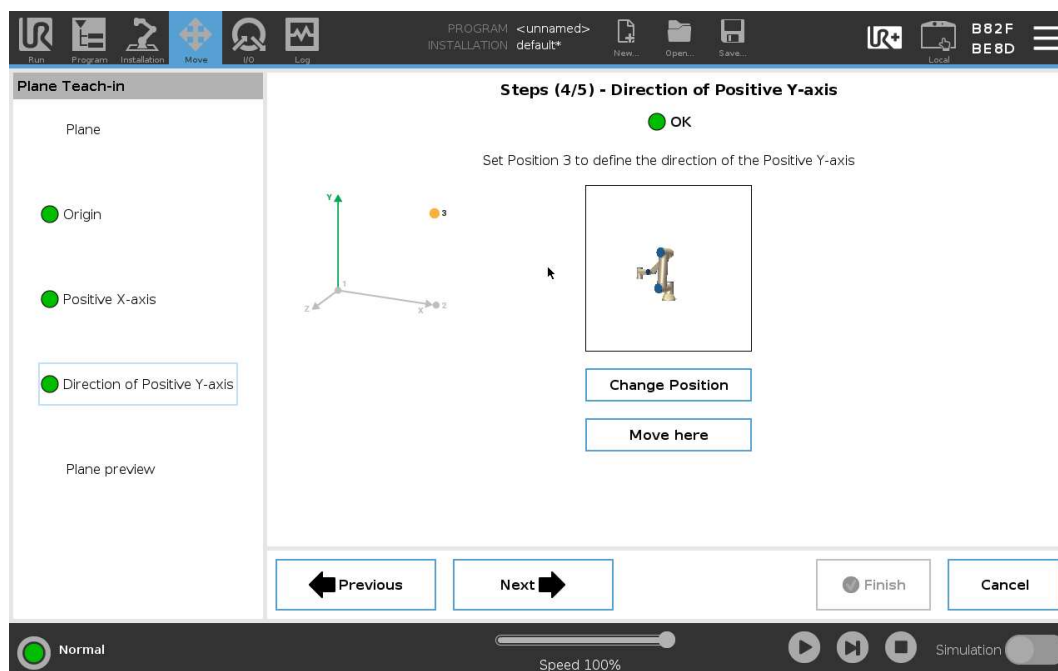 UR
Run
Program
Installation
Move
I/O
Log
PROGRAM <unnamed>
INSTALLATION default*
New...
Open...
Save...
UR+
Local
B82F
BE8D
Plane Teach-in
Plane
Origin
Positive X-axis
Direction of Positive Y-axis
Plane preview
Steps (4/5) - Direction of Positive Y-axis
OK
Set Position 3 to define the direction of the Positive Y-axis
Y
3
1
Z
X
2
Change Position
Move here
Previous
Next
Finish
Cancel
Normal
Speed 100%
Simulation